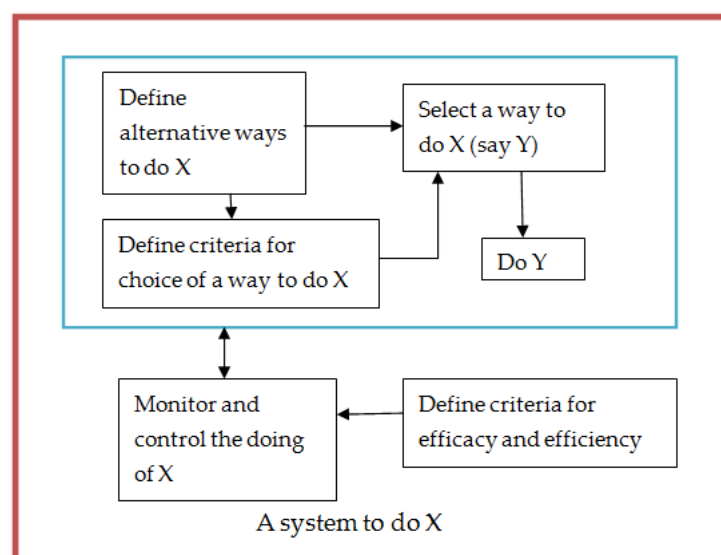 Define
alternative ways
to do X
Select a way to
do X (say Y)
Define criteria for
choice of a way to do X
Do Y
Monitor and
control the doing
of X
Define criteria for
efficacy and efficiency
A system to do X